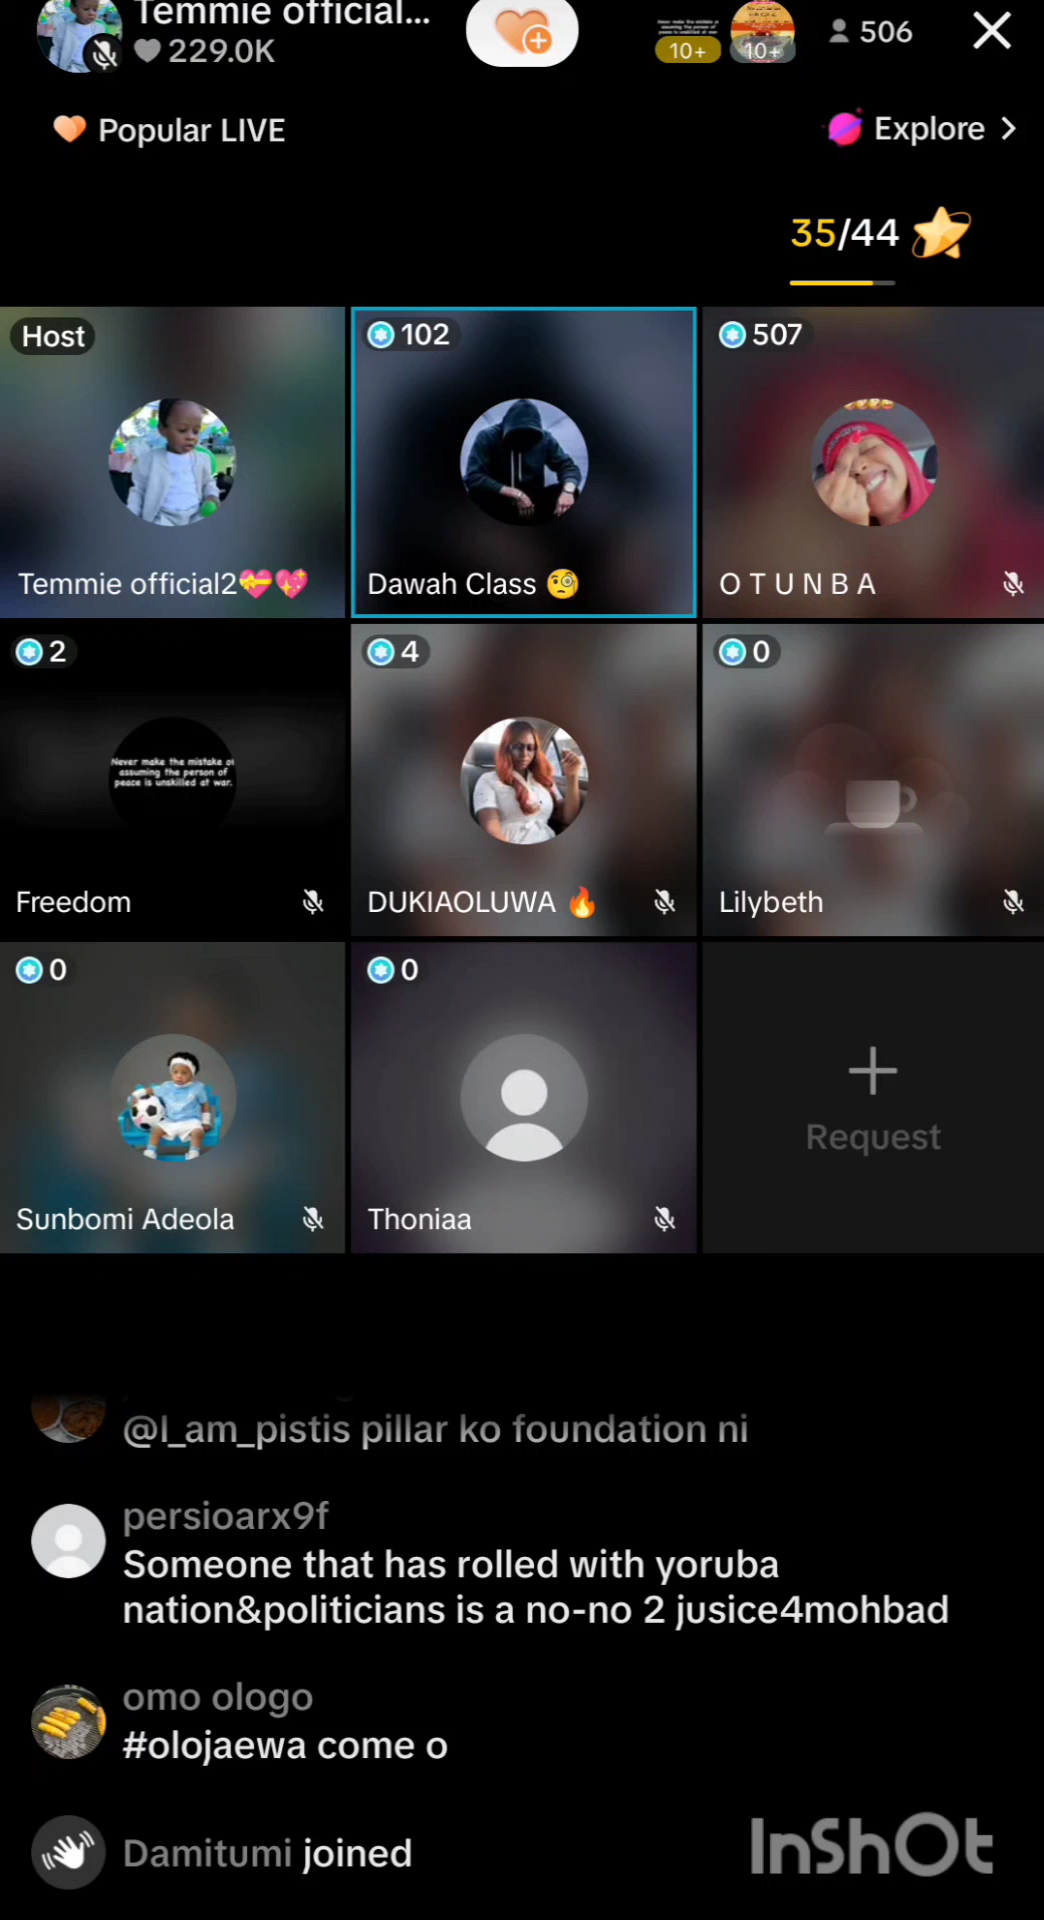 Temmie official...
229.0K
10+
10+
506
Popular LIVE
Explore
35/44
Host
102
507
Temmie official2
Dawah Class
O T U N B A
2
4
0
Never make the mistake of
assuming the person of
peace is unskilled at war.
Freedom
DUKIAOLUWA
Lilybeth
0
0
Request
Sunbomi Adeola
Thoniaa
@I_am_pistis pillar ko foundation ni
persioarx9f
Someone that has rolled with yoruba
nation&politicians is a no-no 2 jusice4mohbad
omo ologo
#olojaewa come o
Damitumi joined
InShOt